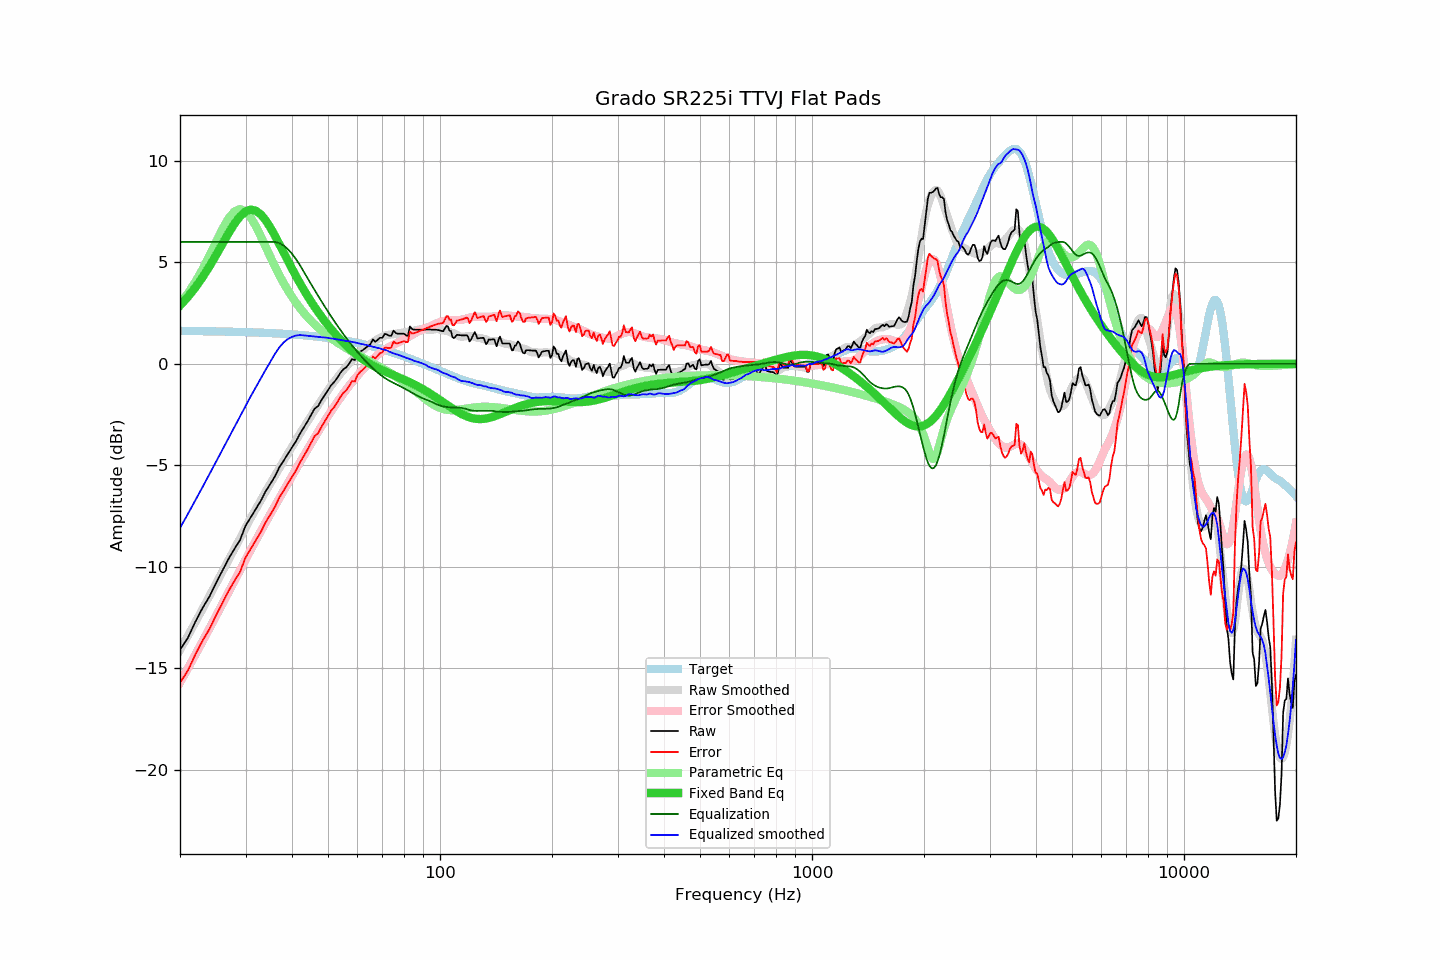 Grado SR225i TTVJ Flat Pads
Amplitude (dBr)
10
5
0
−5
−10
−15
−20
Target
Raw Smoothed
Error Smoothed
Raw
Error
Parametric Eq
Fixed Band Eq
Equalization
Equalized smoothed
100 1000 10000
Frequency (Hz)